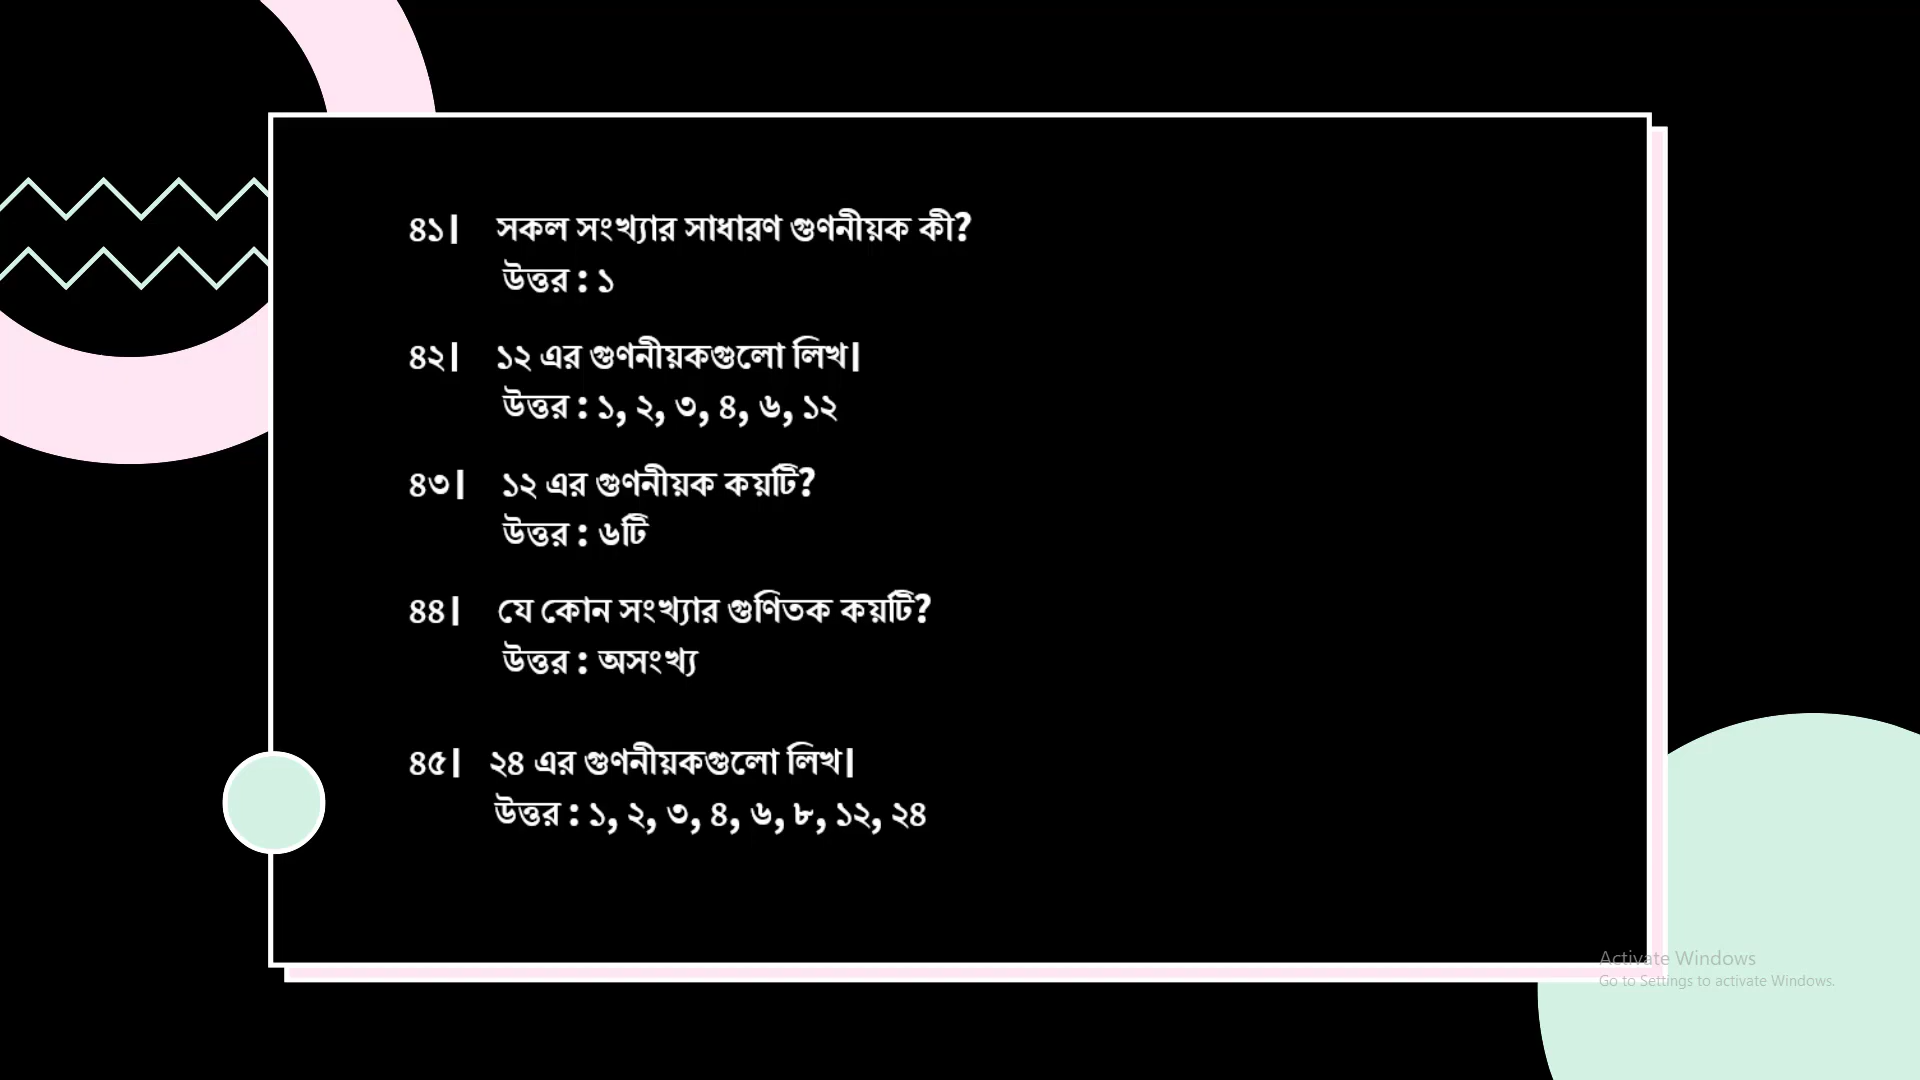 ৪১| সকল সংখ্যার সাধারণ গুণনীয়ক কী?
উত্তর : ১
৪২| ১২ এর গুণনীয়কগুলো লিখ|
উত্তর : ১, ২, ৩, ৪, ৬, ১২
৪৩| ১২ এর গুণনীয়ক কয়টি?
উত্তর : ৬টি
৪৪| যে কোন সংখ্যার গুণিতক কয়টি?
উত্তর : অসংখ্য
৪৫| ২৪ এর গুণনীয়কগুলো লিখ|
উত্তর : ১, ২, ৩, ৪, ৬, ৮, ১২, ২৪
Activate Windows
Go to Settings to activate Windows.